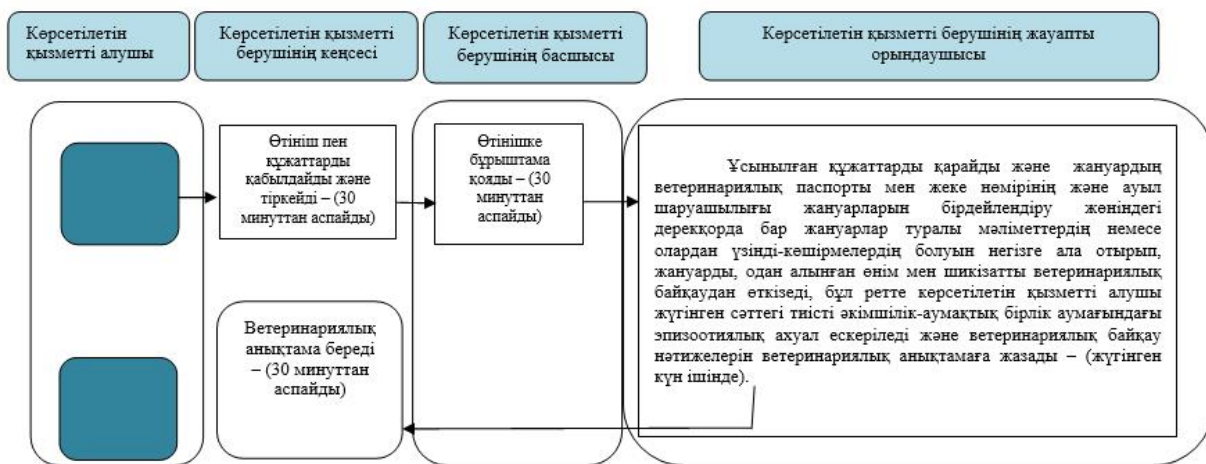 Көрсетілетін
қызметті алушы
Көрсетілетін қызметті
берушінің кеңсесі
Көрсетілетін қызметті
берушінің басшысы
Көрсетілетін қызметті берушінің жауапты
орындаушысы
Өтініш пен
құжаттарды
қабылдайды және
тіркейді – (30
минуттан аспайды)
Өтінішке
бұрыштама
қояды – (30
минуттан
аспайды)
Ұсынылған құжаттарды қарайды және жануардың
ветеринариялық паспорты мен жеке нөмірінің және ауыл
шаруашылығы жануарларын бірдейлендіру жөніндегі
дерекқорда бар жануарлар туралы мәліметтердің немесе
олардан үзінді-көшірмелердің болуын негізге ала отырып,
жануарды, одан алынған өнім мен шикізатты ветеринариялық
байқаудан өткізеді, бұл ретте көрсетілетін қызметті алушы
жүгінген сәттегі тиісті әкімшілік-аумақтық бірлік аумағындағы
эпизоотиялық ахуал ескеріледі және ветеринариялық байқау
нәтижелерін ветеринариялық анықтамаға жазады – (жүгінген
күн ішінде).
Ветеринариялық
анықтама береді
– (30 минуттан
аспайды)